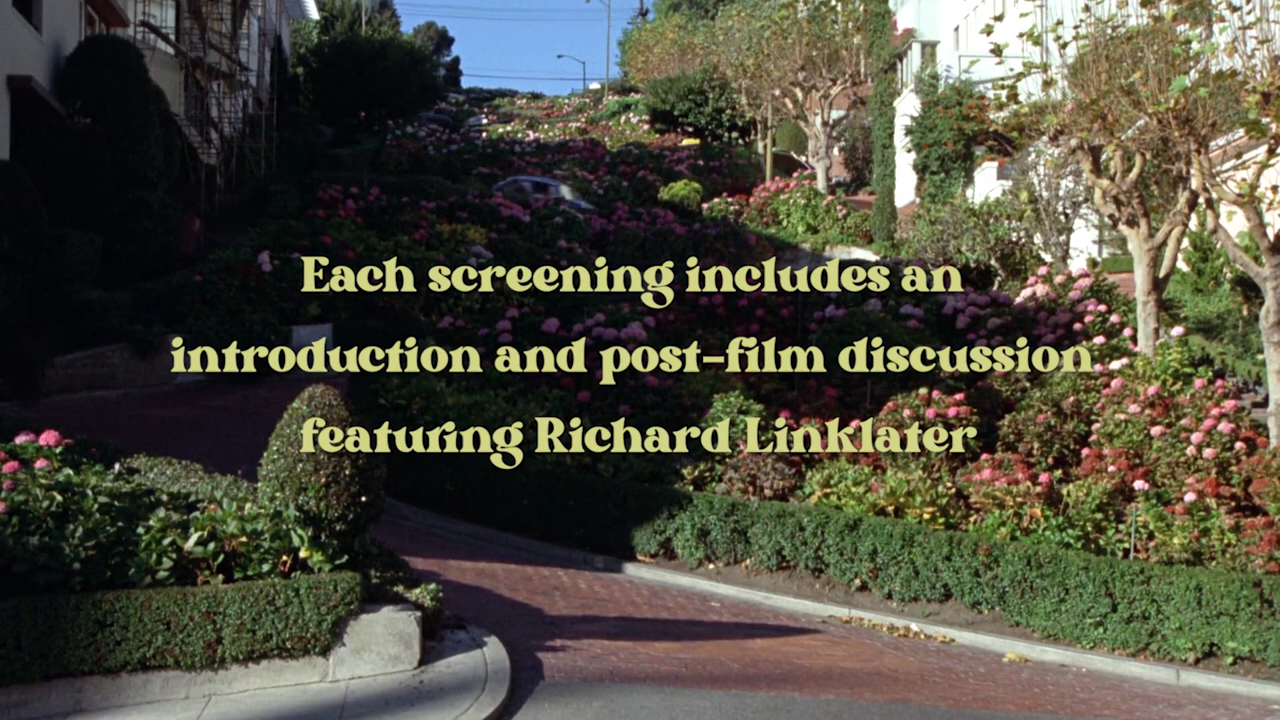 Each screening includes an
introduction and post-film discussion
featuring Richard Linklater